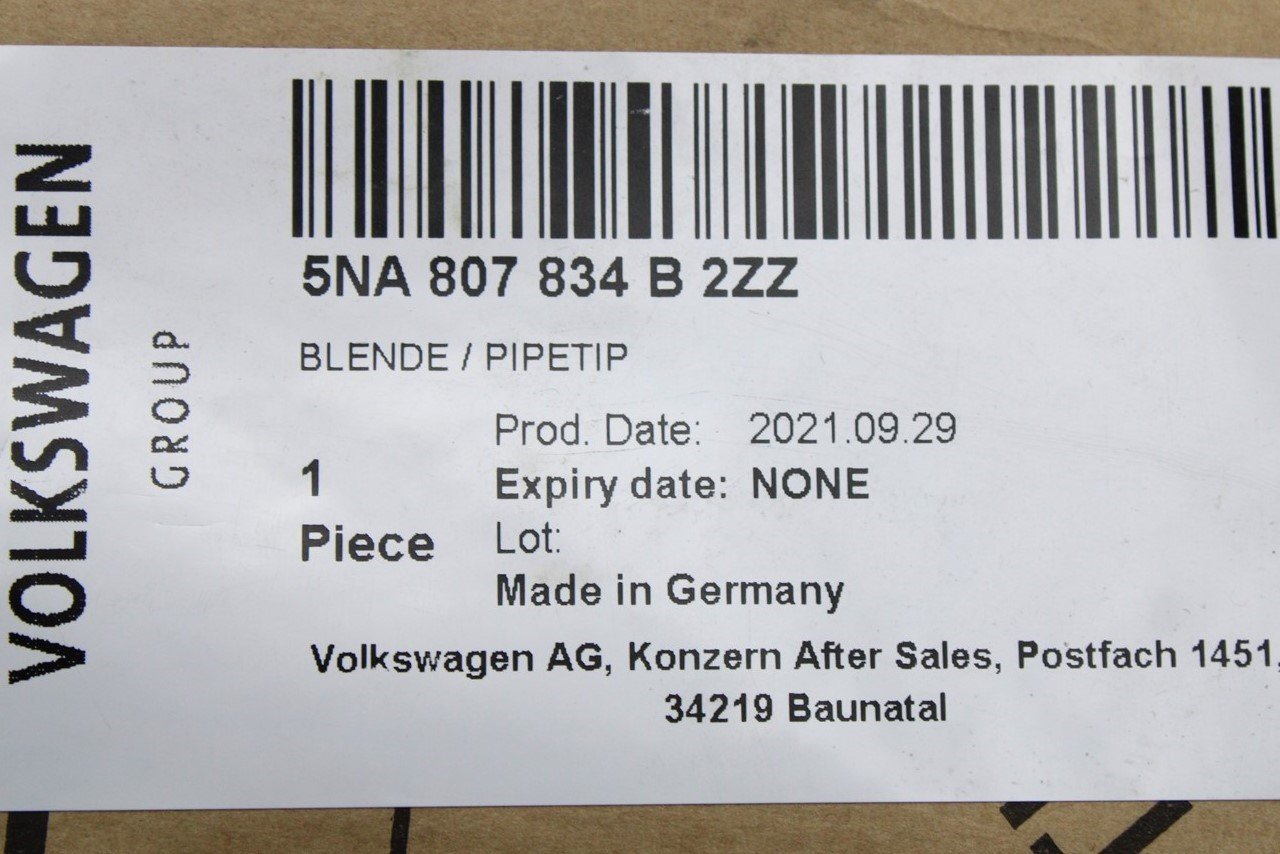 VOLKSWAGEN
GROUP
5NA 807 834 B 2ZZ
BLENDE / PIPETIP
Prod. Date: 2021.09.29
1
Expiry date: NONE
Piece
Lot:
Made in Germany
Volkswagen AG, Konzern After Sales, Postfach 1451,
34219 Baunatal